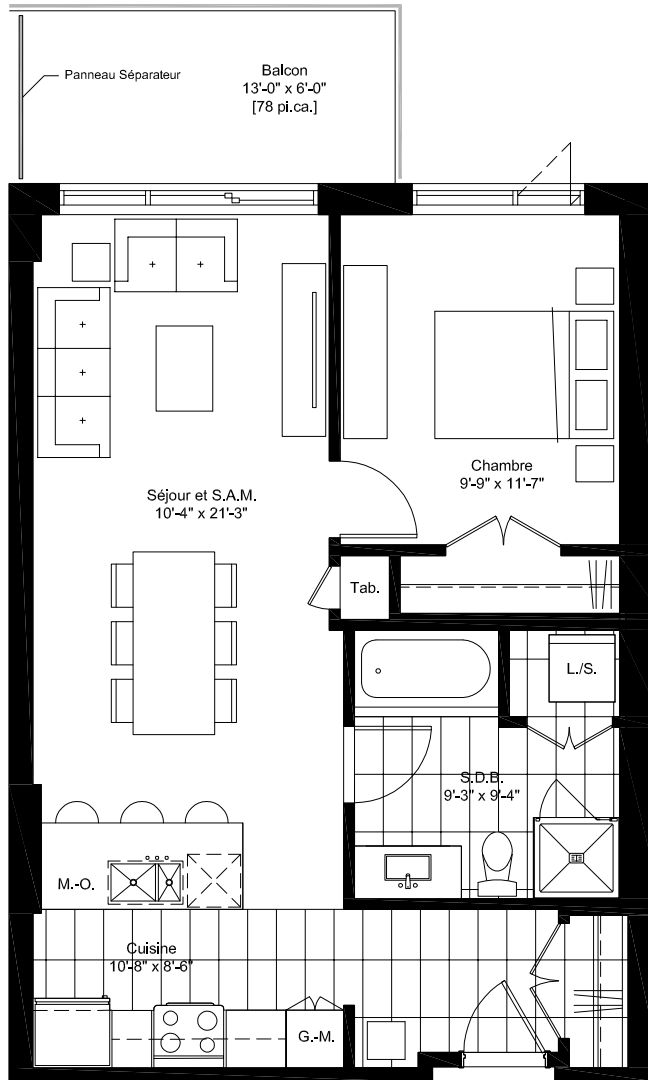 Panneau Séparateur
Balcon
13'-0" x 6'-0"
[78 pi.ca.]
Chambre
9'-9" x 11'-7"
Séjour et S.A.M.
10'-4" x 21'-3"
Tab.
L./S.
S.D.B.
9'-3" x 9'-4"
M.-O.
Cuisine
10'-8" x 8'-6"
G.-M.